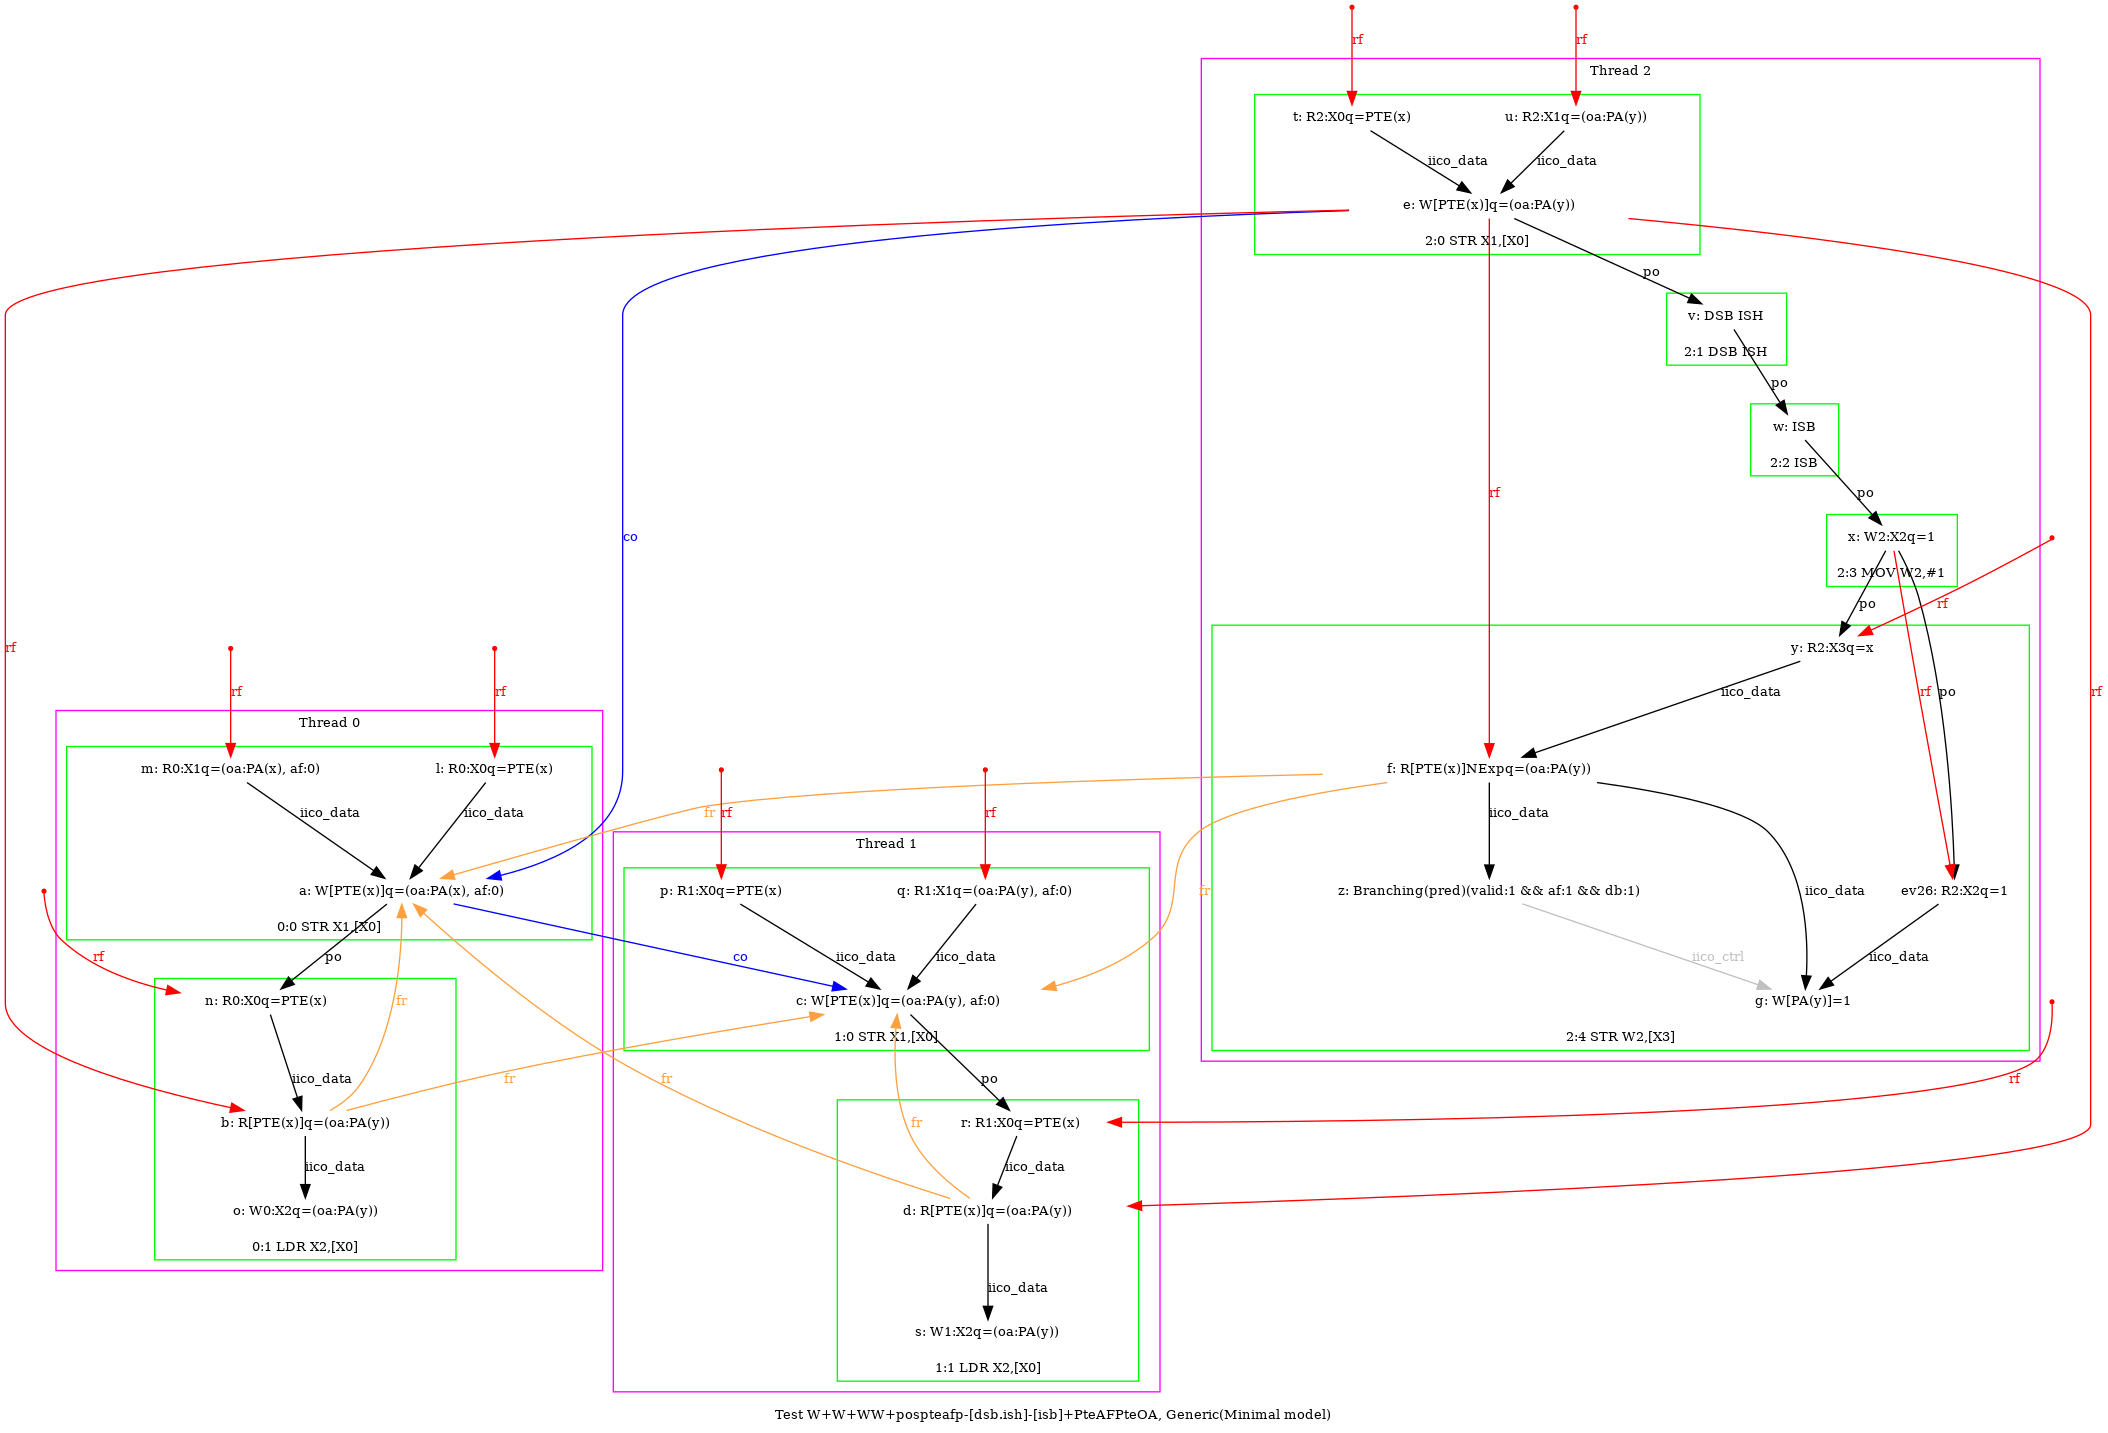 rf
rf
Thread 2
t: R2:X0q=PTE(x)
u: R2:X1q=(oa:PA(y))
iico_data
iico_data
e: W[PTE(x)]q=(oa:PA(y))
2:0 STR X1,[X0]
po
v: DSB ISH
2:1 DSB ISH
po
w: ISB
2:2 ISB
po
rf
co
x: W2:X2q=1
2:3 MOV W2,#1
po
rf
rf
y: R2:X3q=x
rf
rf
rf
iico_data
rf
po
rf
Thread 0
m: R0:X1q=(oa:PA(x), af:0)
l: R0:X0q=PTE(x)
f: R[PTE(x)]NExpq=(oa:PA(y))
iico_data
iico_data
fr
rf
rf
iico_data
Thread 1
a: W[PTE(x)]q=(oa:PA(x), af:0)
p: R1:X0q=PTE(x)
q: R1:X1q=(oa:PA(y), af:0)
fr
z: Branching(pred)(valid:1 && af:1 && db:1)
iico_data
ev26: R2:X2q=1
0:0 STR X1,[X0]
rf
po
co
iico_data
iico_data
iico_ctrl
iico_data
n: R0:X0q=PTE(x)
fr
c: W[PTE(x)]q=(oa:PA(y), af:0)
g: W[PA(y)]=1
1:0 STR X1,[X0]
2:4 STR W2,[X3]
iico_data
fr
fr
po
rf
b: R[PTE(x)]q=(oa:PA(y))
fr
r: R1:X0q=PTE(x)
iico_data
iico_data
o: W0:X2q=(oa:PA(y))
d: R[PTE(x)]q=(oa:PA(y))
0:1 LDR X2,[X0]
iico_data
s: W1:X2q=(oa:PA(y))
1:1 LDR X2,[X0]
Test W+W+WW+pospteafp-[dsb.ish]-[isb]+PteAFPteOA, Generic(Minimal model)